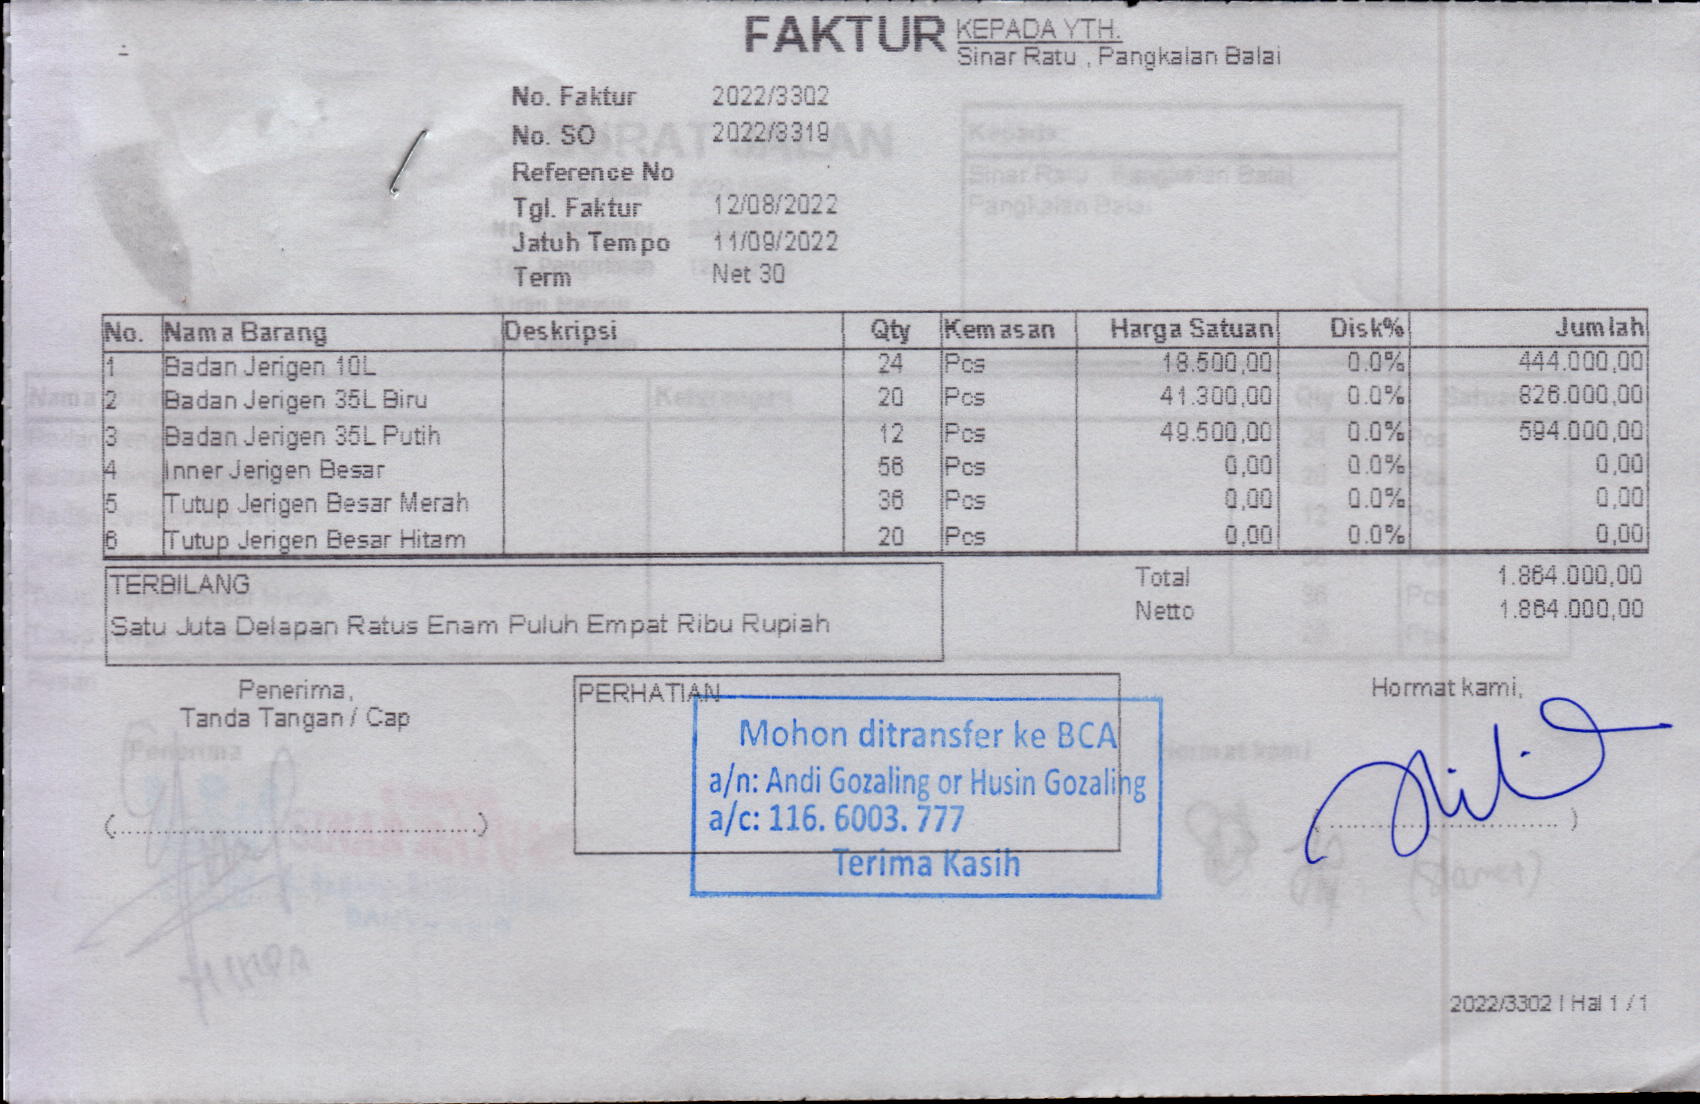 FAKTUR
KEPADA YTH.
Sinar Ratu , Pangkalan Balai
No. Faktur 2022/3302
No. SO 2022/3319
Reference No
Tgl. Faktur 12/08/2022
Jatuh Tempo 11/09/2022
Term Net 30
No. Nama Barang Deskripsi Qty Kemasan Harga Satuan Disk% Jumlah
1 Badan Jerigen 10L 24 Pcs 18.500,00 0.0% 444.000,00
2 Badan Jerigen 35L Biru 20 Pcs 41.300,00 0.0% 826.000,00
3 Badan Jerigen 35L Putih 12 Pcs 49.500,00 0.0% 594.000,00
4 Inner Jerigen Besar 56 Pcs 0,00 0.0% 0,00
5 Tutup Jerigen Besar Merah 36 Pcs 0,00 0.0% 0,00
6 Tutup Jerigen Besar Hitam 20 Pcs 0,00 0.0% 0,00
TERBILANG
Satu Juta Delapan Ratus Enam Puluh Empat Ribu Rupiah
Total 1.864.000,00
Netto 1.864.000,00
Penerima,
Tanda Tangan / Cap
(....................................................)
PERHATIAN
Mohon ditransfer ke BCA
a/n: Andi Gozaling or Husin Gozaling
a/c: 116. 6003. 777
Terima Kasih
Hormat kami,
2022/3302 | Hal 1 / 1